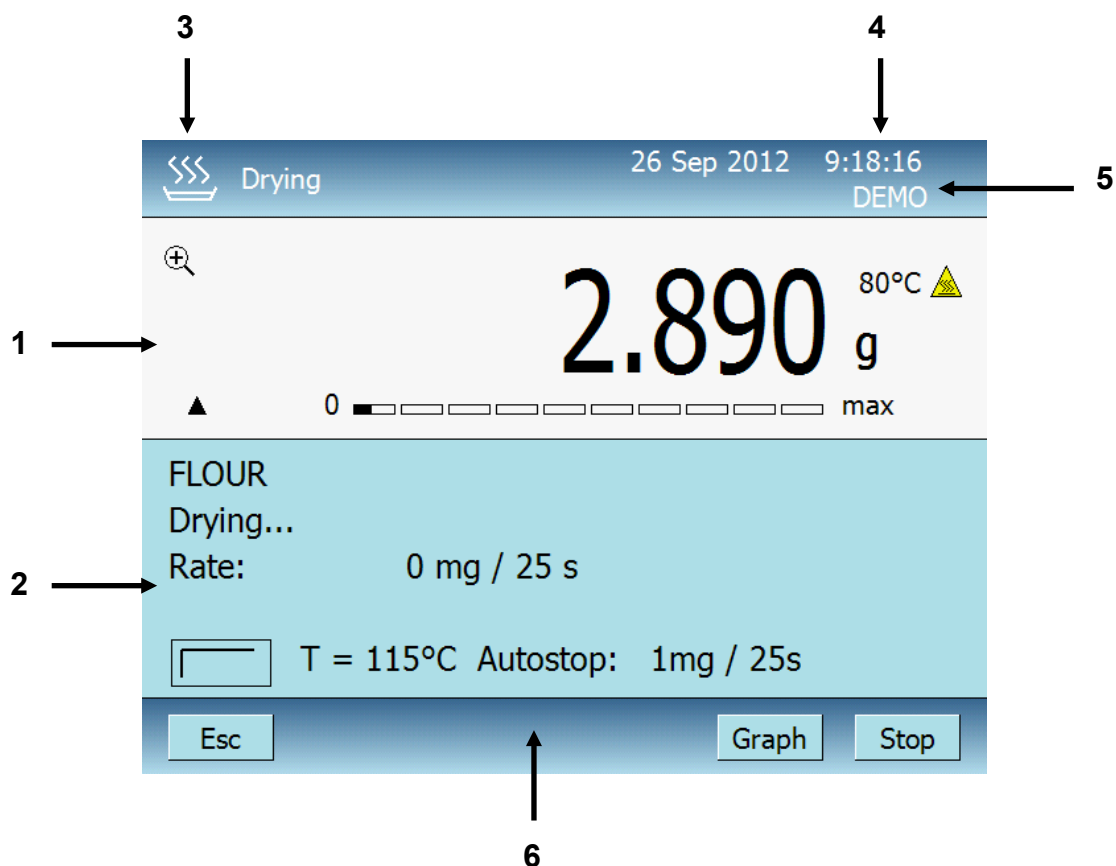 3 4
Drying 26 Sep 2012 9:18:16
DEMO 5
80°C
2.890 g
1
0 max
FLOUR
Drying...
Rate: 0 mg / 25 s
2
T = 115°C Autostop: 1mg / 25s
Esc Graph Stop
6